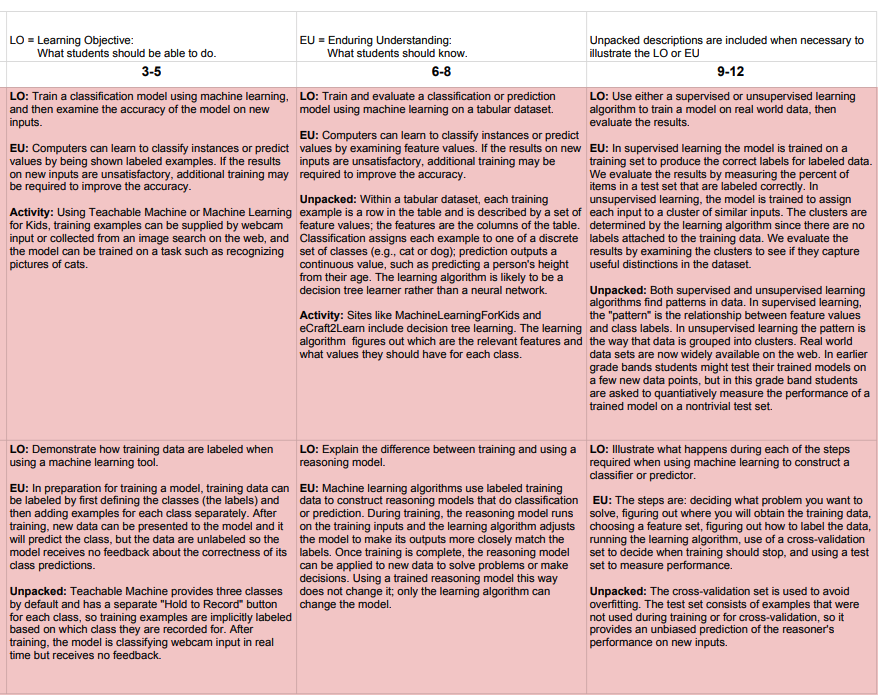 LO = Learning Objective:
What students should be able to do.
EU = Enduring Understanding:
What students should know.
Unpacked descriptions are included when necessary to
illustrate the LO or EU
3-5
6-8
9-12
LO: Train a classification model using machine learning,
and then examine the accuracy of the model on new
inputs.
EU: Computers can learn to classify instances or predict
values by being shown labeled examples. If the results
on new inputs are unsatisfactory, additional training may
be required to improve the accuracy.
Activity: Using Teachable Machine or Machine Learning
for Kids, training examples can be supplied by webcam
input or collected from an image search on the web, and
the model can be trained on a task such as recognizing
pictures of cats.
LO: Train and evaluate a classification or prediction
model using machine learning on a tabular dataset.
EU: Computers can learn to classify instances or predict
values by examining feature values. If the results on new
inputs are unsatisfactory, additional training may be
required to improve the accuracy.
Unpacked: Within a tabular dataset, each training
example is a row in the table and is described by a set of
feature values; the features are the columns of the table.
Classification assigns each example to one of a discrete
set of classes (e.g., cat or dog); prediction outputs a
continuous value, such as predicting a person's height
from their age. The learning algorithm is likely to be a
decision tree learner rather than a neural network.
Activity: Sites like MachineLearningForKids and
eCraft2Learn include decision tree learning. The learning
algorithm figures out which are the relevant features and
what values they should have for each class.
LO: Use either a supervised or unsupervised learning
algorithm to train a model on real world data, then
evaluate the results.
EU: In supervised learning the model is trained on a
training set to produce the correct labels for labeled data.
We evaluate the results by measuring the percent of
items in a test set that are labeled correctly. In
unsupervised learning, the model is trained to assign
each input to a cluster of similar inputs. The clusters are
determined by the learning algorithm since there are no
labels attached to the training data. We evaluate the
results by examining the clusters to see if they capture
useful distinctions in the dataset.
Unpacked: Both supervised and unsupervised learning
algorithms find patterns in data. In supervised learning,
the "pattern" is the relationship between feature values
and class labels. In unsupervised learning the pattern is
the way that data is grouped into clusters. Real world
data sets are now widely available on the web. In earlier
grade bands students might test their trained models on
a few new data points, but in this grade band students
are asked to quantiatively measure the performance of a
trained model on a nontrivial test set.
LO: Demonstrate how training data are labeled when
using a machine learning tool.
EU: In preparation for training a model, training data can
be labeled by first defining the classes (the labels) and
then adding examples for each class separately. After
training, new data can be presented to the model and it
will predict the class, but the data are unlabeled so the
model receives no feedback about the correctness of its
class predictions.
Unpacked: Teachable Machine provides three classes
by default and has a separate "Hold to Record" button
for each class, so training examples are implicitly labeled
based on which class they are recorded for. After
training, the model is classifying webcam input in real
time but receives no feedback.
LO: Explain the difference between training and using a
reasoning model.
EU: Machine learning algorithms use labeled training
data to construct reasoning models that do classification
or prediction. During training, the reasoning model runs
on the training inputs and the learning algorithm adjusts
the model to make its outputs more closely match the
labels. Once training is complete, the reasoning model
can be applied to new data to solve problems or make
decisions. Using a trained reasoning model this way
does not change it; only the learning algorithm can
change the model.
LO: Illustrate what happens during each of the steps
required when using machine learning to construct a
classifier or predictor.
EU: The steps are: deciding what problem you want to
solve, figuring out where you will obtain the training data,
choosing a feature set, figuring out how to label the data,
running the learning algorithm, use of a cross-validation
set to decide when training should stop, and using a test
set to measure performance.
Unpacked: The cross-validation set is used to avoid
overfitting. The test set consists of examples that were
not used during training or for cross-validation, so it
provides an unbiased prediction of the reasoner's
performance on new inputs.